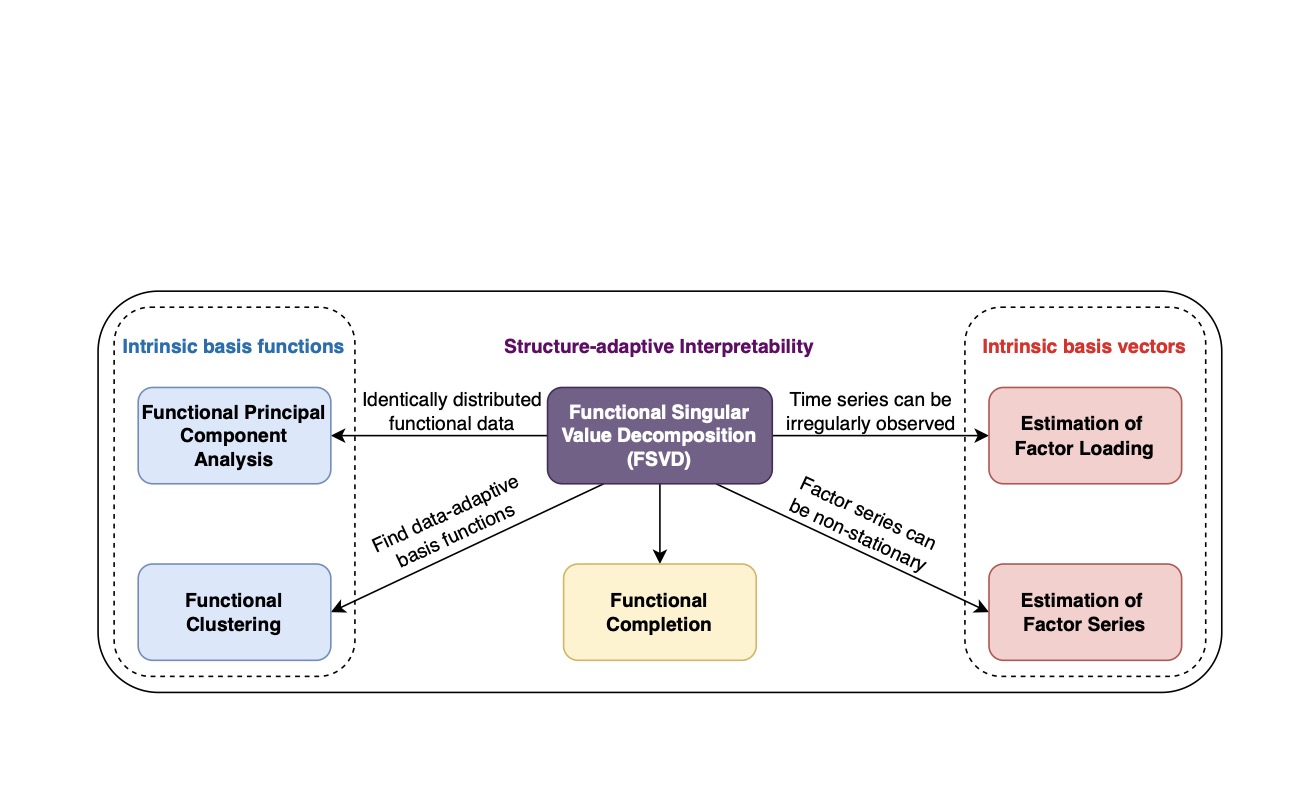 Intrinsic basis functions
Structure-adaptive Interpretability
Intrinsic basis vectors
Functional Principal
Component
Analysis
Identically distributed
functional data
Functional Singular
Value Decomposition
(FSVD)
Time series can be
irregularly observed
Estimation of
Factor Loading
Find data-adaptive
basis functions
Factor series can
be non-stationary
Functional
Clustering
Functional
Completion
Estimation of
Factor Series